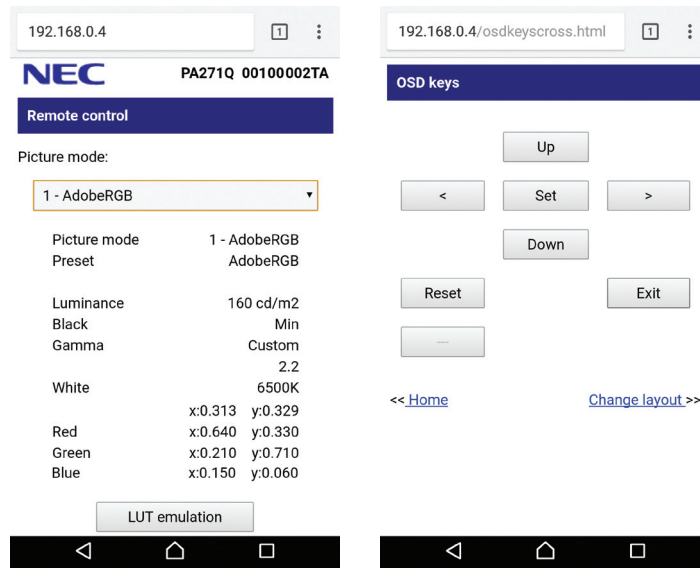 192.168.0.4
1
NEC
PA271Q 00100002TA
Remote control
Picture mode:
1 - AdobeRGB
Picture mode 1 - AdobeRGB
Preset AdobeRGB
Luminance 160 cd/m2
Black Min
Gamma Custom
2.2
White 6500K
x:0.313 y:0.329
Red x:0.640 y:0.330
Green x:0.210 y:0.710
Blue x:0.150 y:0.060
LUT emulation
192.168.0.4/osdkeyscross.html
1
OSD keys
Up
< Set >
Down
Reset Exit
---
<< Home Change layout >>